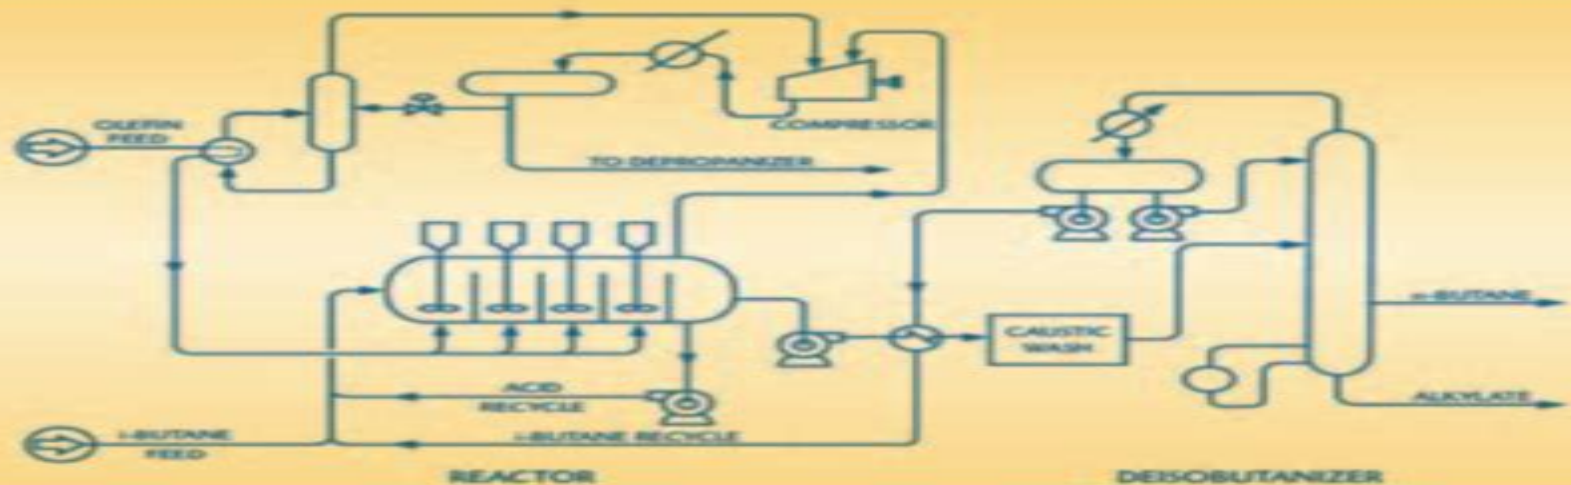 OLEFIN
FEED
COMPRESSOR
TO DEPROPANIZER
n-BUTANE
CAUSTIC
WASH
ACID
RECYCLE
ALKYLATE
i-BUTANE
FEED
i-BUTANE RECYCLE
REACTOR
DEISOBUTANIZER